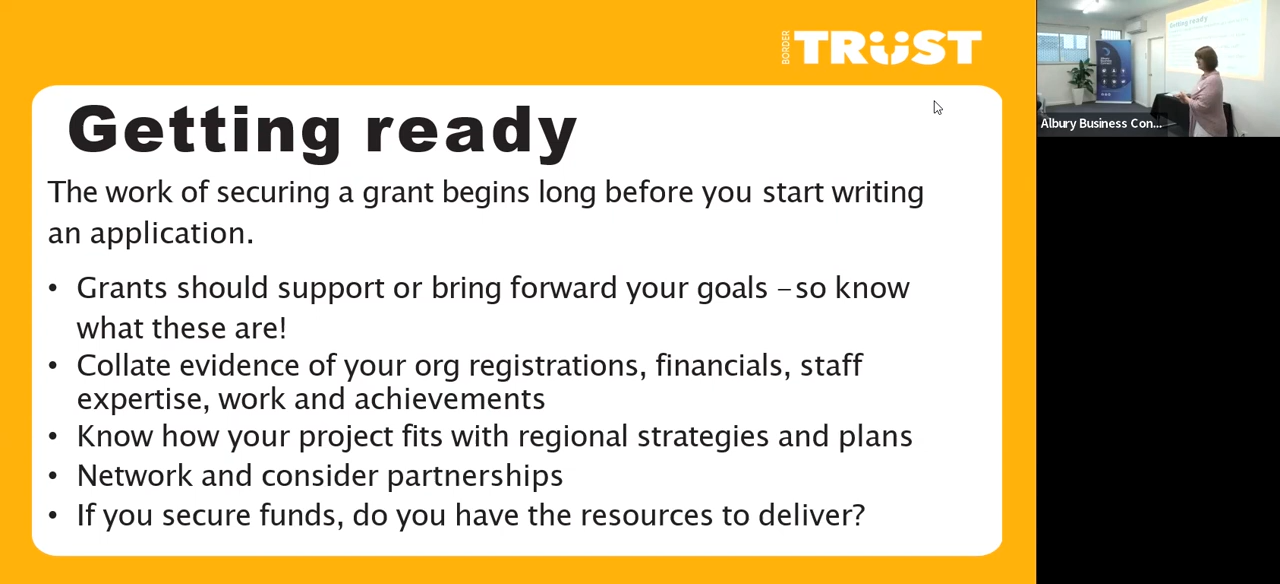 BORDER TRUST
Getting ready
The work of securing a grant begins long before you start writing
an application.
• Grants should support or bring forward your goals – so know
what these are!
• Collate evidence of your org registrations, financials, staff
expertise, work and achievements
• Know how your project fits with regional strategies and plans
• Network and consider partnerships
• If you secure funds, do you have the resources to deliver?
Getting ready
Albury Business Con...